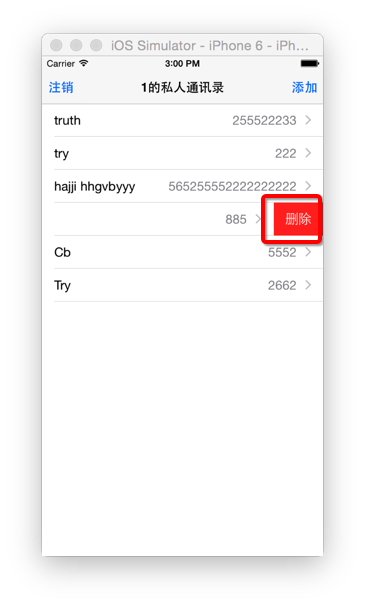 iOS Simulator - iPhone 6 - iPh...
Carrier 3:00 PM
注销 1的私人通讯录 添加
truth 255522233
try 222
hajji hhgvbyyy 565255552222222222
885 删除
Cb 5552
Try 2662